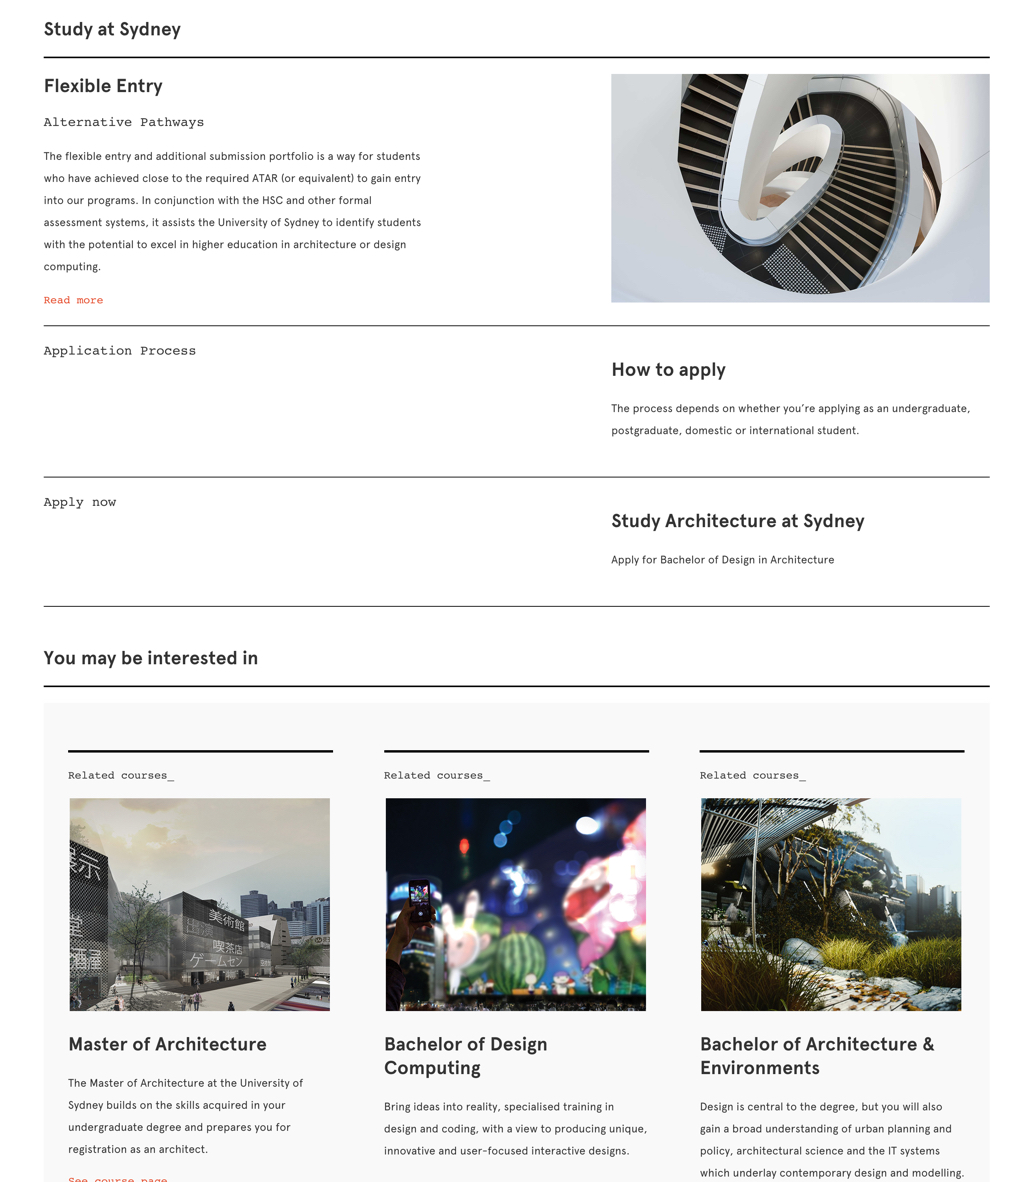 Study at Sydney
Flexible Entry
Alternative Pathways
The flexible entry and additional submission portfolio is a way for students
who have achieved close to the required ATAR (or equivalent) to gain entry
into our programs. In conjunction with the HSC and other formal
assessment systems, it assists the University of Sydney to identify students
with the potential to excel in higher education in architecture or design
computing.
Read more
Application Process
How to apply
The process depends on whether you’re applying as an undergraduate,
postgraduate, domestic or international student.
Apply now
Study Architecture at Sydney
Apply for Bachelor of Design in Architecture
You may be interested in
Related courses_
示
堂
酒屋
美術館
喫茶店
ゲームセン
Master of Architecture
The Master of Architecture at the University of
Sydney builds on the skills acquired in your
undergraduate degree and prepares you for
registration as an architect.
See course page
Related courses_
Bachelor of Design
Computing
Bring ideas into reality, specialised training in
design and coding, with a view to producing unique,
innovative and user-focused interactive designs.
Related courses_
Bachelor of Architecture &
Environments
Design is central to the degree, but you will also
gain a broad understanding of urban planning and
policy, architectural science and the IT systems
which underlay contemporary design and modelling.